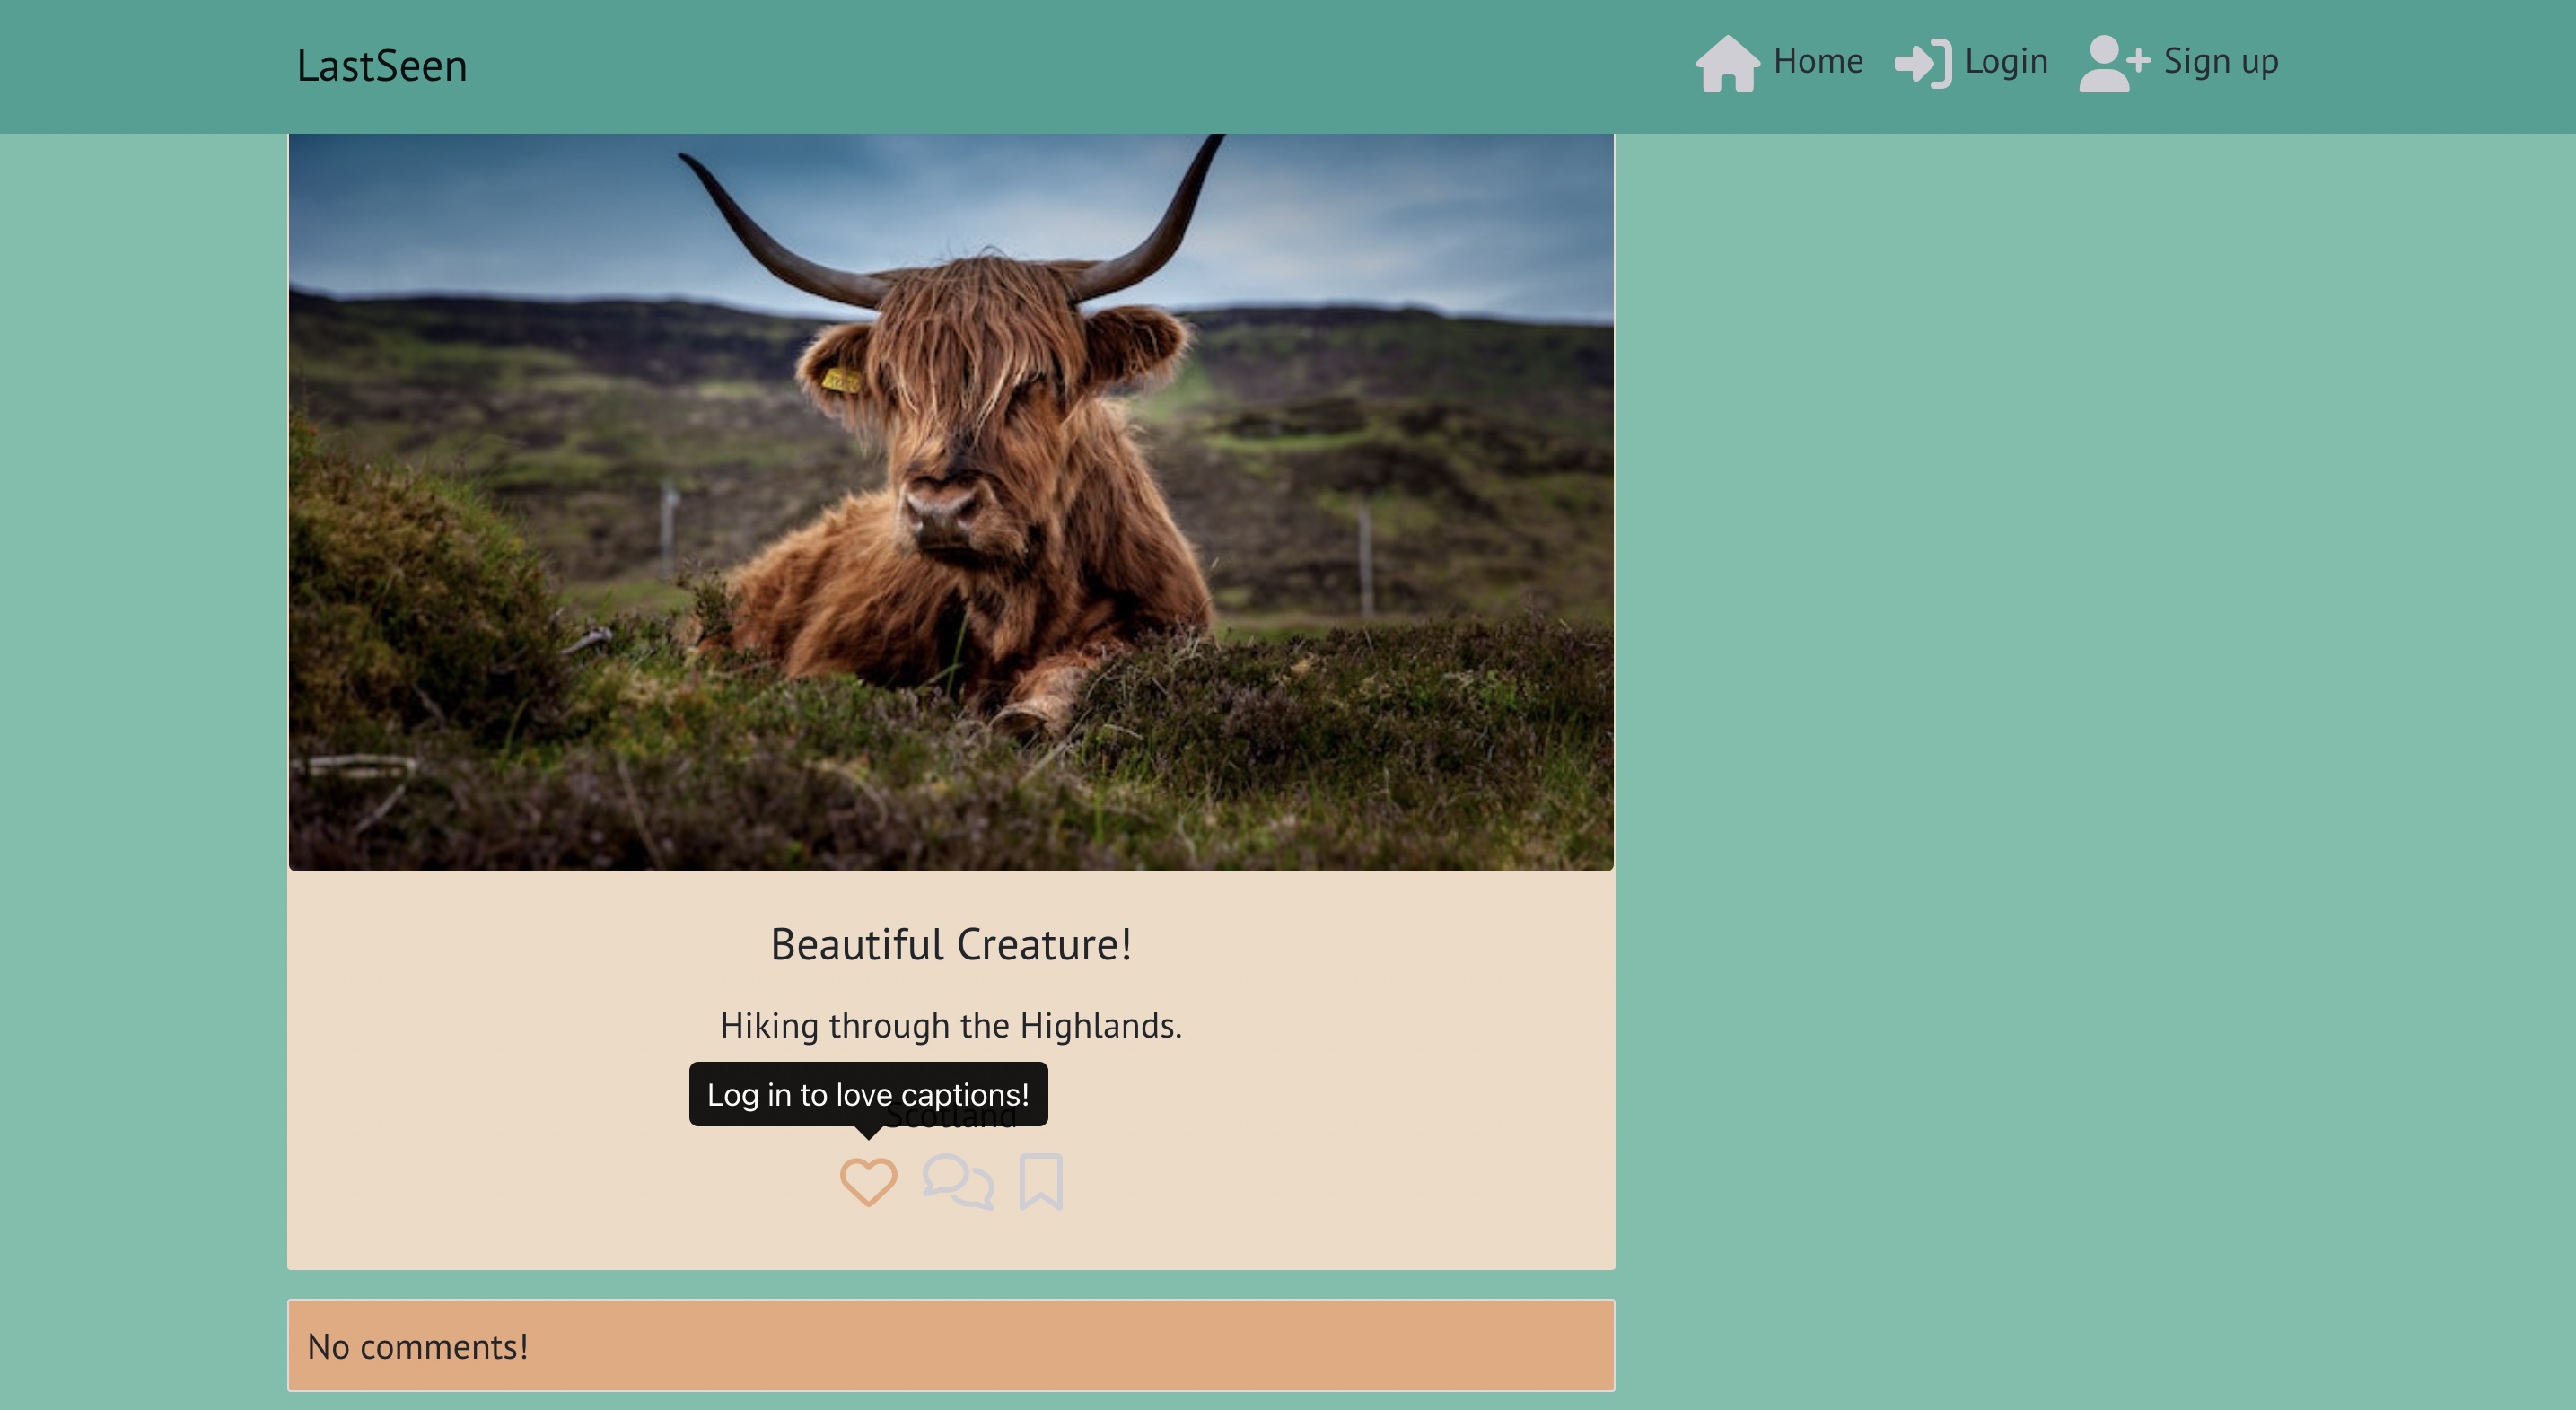 LastSeen
Home
Login
Sign up
Beautiful Creature!
Hiking through the Highlands.
Log in to love captions!
Scotland
No comments!